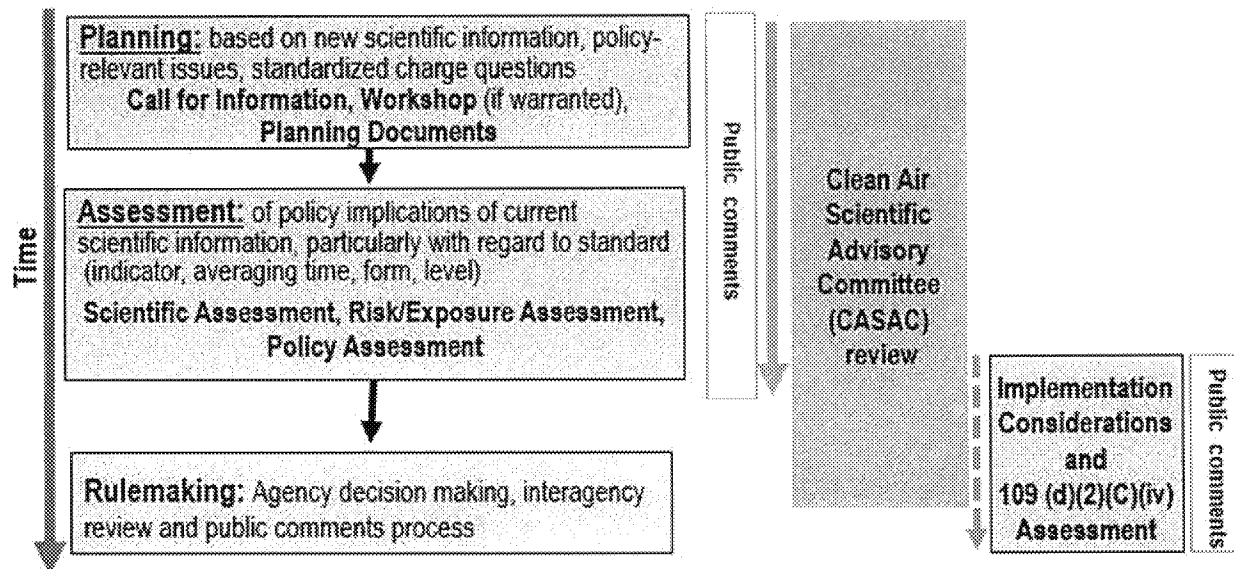 Time
Planning: based on new scientific information, policy-
relevant issues, standardized charge questions
Call for Information, Workshop (if warranted),
Planning Documents
Assessment: of policy implications of current
scientific information, particularly with regard to standard
(indicator, averaging time, form, level)
Scientific Assessment, Risk/Exposure Assessment,
Policy Assessment
Rulemaking: Agency decision making, interagency
review and public comments process
Public comments
Clean Air
Scientific
Advisory
Committee
(CASAC)
review
Implementation
Considerations
and
109 (d)(2)(C)(iv)
Assessment
Public comments